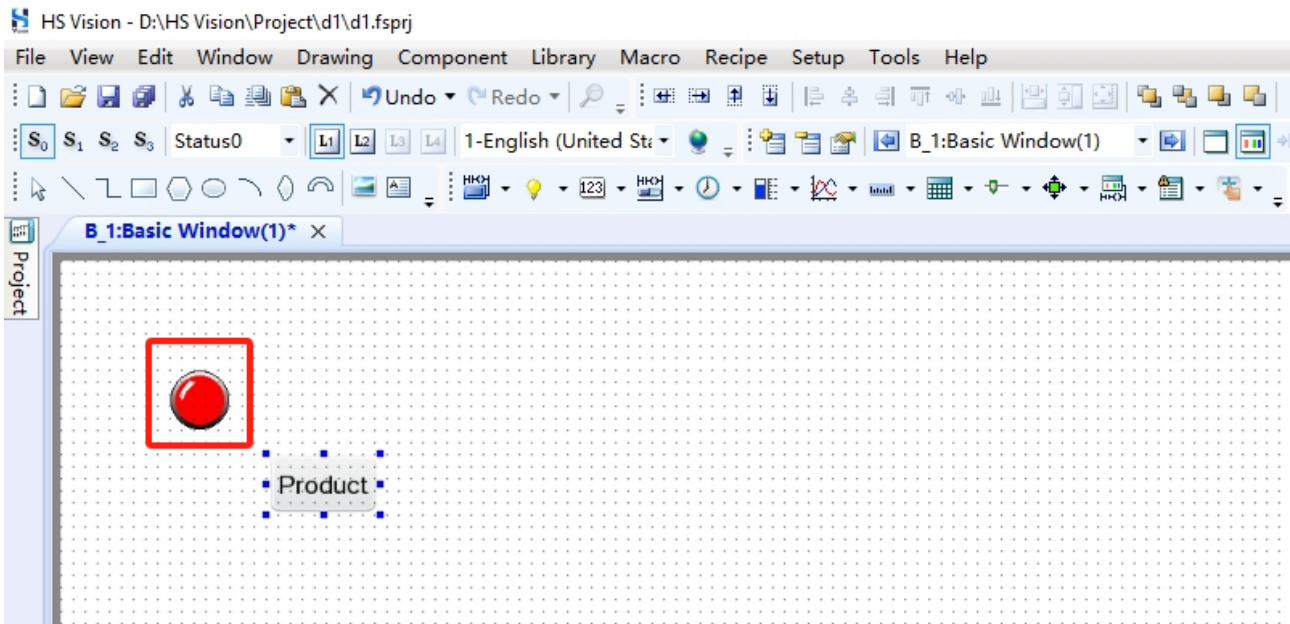 HS Vision - D:\HS Vision\Project\d1\d1.fsprj
File View Edit Window Drawing Component Library Macro Recipe Setup Tools Help
Undo Redo
S0 S1 S2 S3 Status0 L1 L2 L3 L4 1-English (United Sta B_1:Basic Window(1)
123
B_1:Basic Window(1)* ×
Project
Product